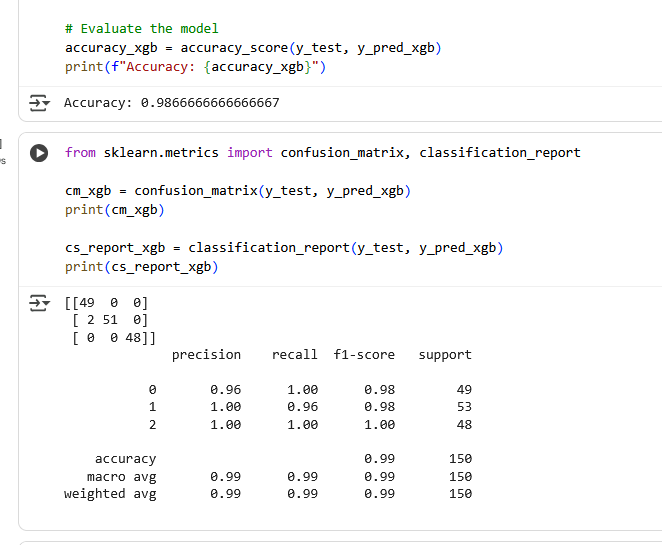 # Evaluate the model
accuracy_xgb = accuracy_score(y_test, y_pred_xgb)
print(f"Accuracy: {accuracy_xgb}")
Accuracy: 0.9866666666666667
from sklearn.metrics import confusion_matrix, classification_report
cm_xgb = confusion_matrix(y_test, y_pred_xgb)
print(cm_xgb)
cs_report_xgb = classification_report(y_test, y_pred_xgb)
print(cs_report_xgb)
[[49  0  0]
 [ 2 51  0]
 [ 0  0 48]]
              precision    recall  f1-score   support
           0       0.96      1.00      0.98        49
           1       1.00      0.96      0.98        53
           2       1.00      1.00      1.00        48
    accuracy                           0.99       150
   macro avg       0.99      0.99      0.99       150
weighted avg       0.99      0.99      0.99       150